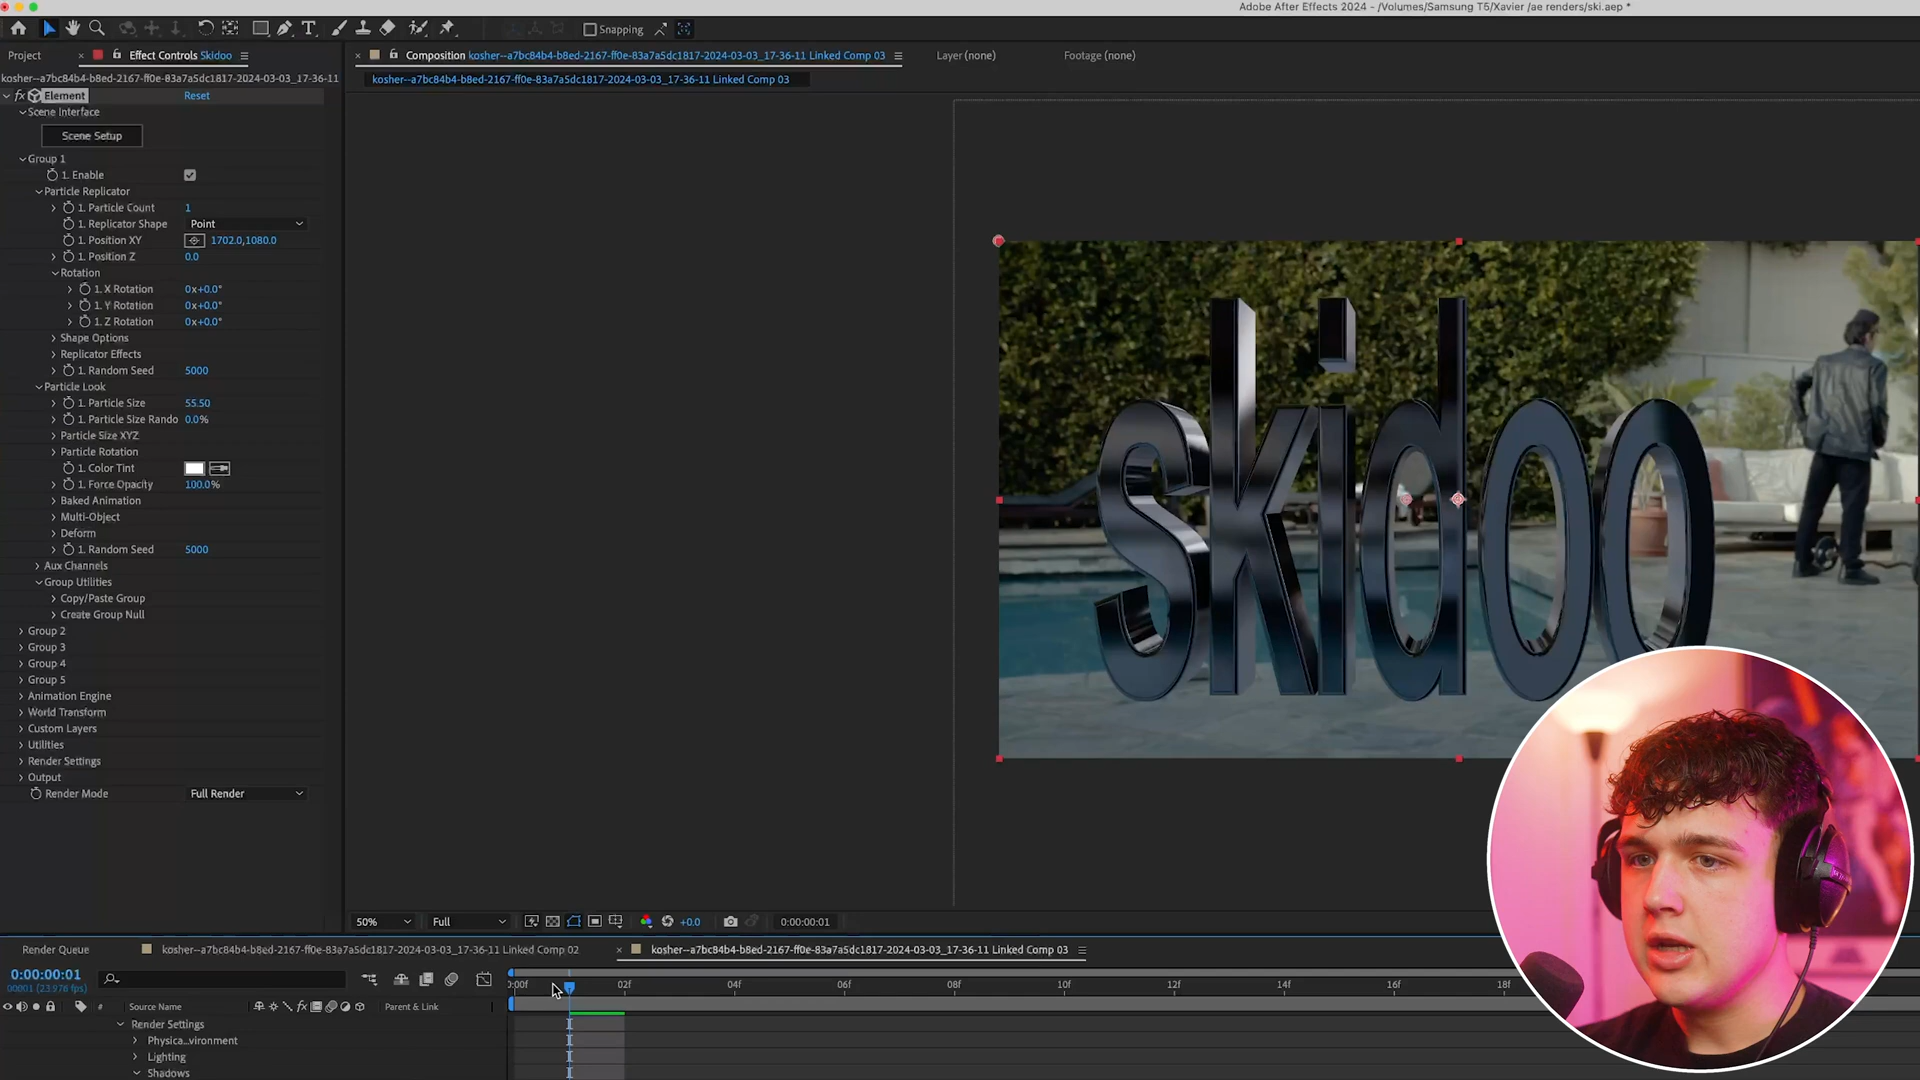 Adobe After Effects 2024 - /Volumes/Samsung T5/Xavier /ae renders/ski.aep *
Snapping
Project
Effect Controls Skidoo
Composition kosher--a7bc84b4-b8ed-2167-ff0e-83a7a5dc1817-2024-03-03_17-36-11 Linked Comp 03
Layer (none)
Footage (none)
kosher--a7bc84b4-b8ed-2167-ff0e-83a7a5dc1817-2024-03-03_17-36-11
kosher--a7bc84b4-b8ed-2167-ff0e-83a7a5dc1817-2024-03-03_17-36-11 Linked Comp 03
fx Element Reset
Scene Interface
Scene Setup
Group 1
1. Enable
Particle Replicator
1. Particle Count 1
1. Replicator Shape Point
1. Position XY 1702.0,1080.0
1. Position Z 0.0
Rotation
1. X Rotation 0x+0.0°
1. Y Rotation 0x+0.0°
1. Z Rotation 0x+0.0°
Shape Options
Replicator Effects
1. Random Seed 5000
Particle Look
1. Particle Size 55.50
1. Particle Size Rando 0.0%
Particle Size XYZ
Particle Rotation
1. Color Tint
1. Force Opacity 100.0%
Baked Animation
Multi-Object
Deform
1. Random Seed 5000
Aux Channels
Group Utilities
Copy/Paste Group
Create Group Null
Group 2
Group 3
Group 4
Group 5
Animation Engine
World Transform
Custom Layers
Utilities
Render Settings
Output
Render Mode Full Render
skidoo
50% Full +0.0 0:00:00:01
Render Queue
kosher--a7bc84b4-b8ed-2167-ff0e-83a7a5dc1817-2024-03-03_17-36-11 Linked Comp 02
kosher--a7bc84b4-b8ed-2167-ff0e-83a7a5dc1817-2024-03-03_17-36-11 Linked Comp 03
0:00:00:01
00001 (23.976 fps)
02f 04f 06f 08f 10f 12f 14f 16f 18f
# Source Name fx Parent & Link
Render Settings
Physica...vironment
Lighting
Shadows